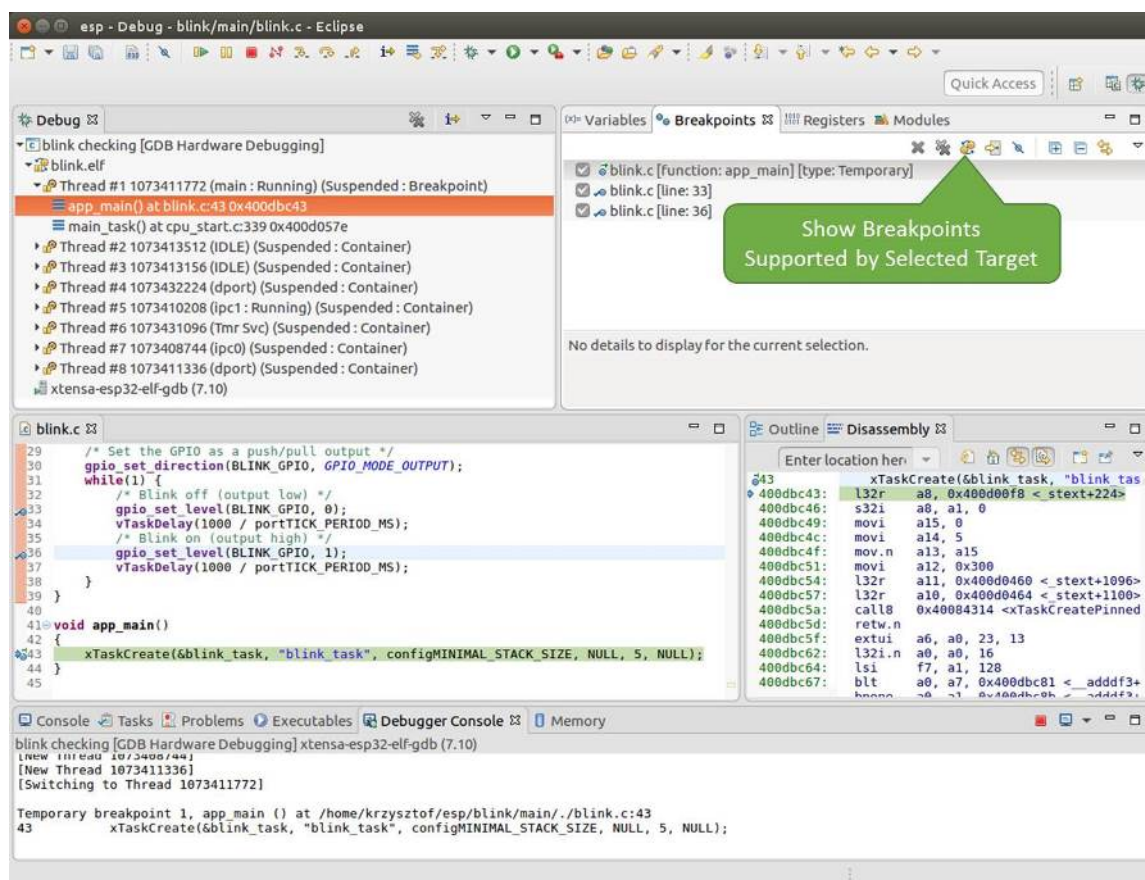 esp - Debug - blink/main/blink.c - Eclipse
Quick Access
Debug
blink checking [GDB Hardware Debugging]
blink.elf
Thread #1 1073411772 (main : Running) (Suspended : Breakpoint)
app_main() at blink.c:43 0x400dbc43
main_task() at cpu_start.c:339 0x400d057e
Thread #2 1073413512 (IDLE) (Suspended : Container)
Thread #3 1073413156 (IDLE) (Suspended : Container)
Thread #4 1073432224 (dport) (Suspended : Container)
Thread #5 1073410208 (ipc1 : Running) (Suspended : Container)
Thread #6 1073431096 (Tmr Svc) (Suspended : Container)
Thread #7 1073408744 (ipc0) (Suspended : Container)
Thread #8 1073411336 (dport) (Suspended : Container)
xtensa-esp32-elf-gdb (7.10)
(x)= Variables Breakpoints Registers Modules
blink.c [function: app_main] [type: Temporary]
blink.c [line: 33]
blink.c [line: 36]
Show Breakpoints
Supported by Selected Target
No details to display for the current selection.
blink.c
29 /* Set the GPIO as a push/pull output */
30 gpio_set_direction(BLINK_GPIO, GPIO_MODE_OUTPUT);
31 while(1) {
32 /* Blink off (output low) */
33 gpio_set_level(BLINK_GPIO, 0);
34 vTaskDelay(1000 / portTICK_PERIOD_MS);
35 /* Blink on (output high) */
36 gpio_set_level(BLINK_GPIO, 1);
37 vTaskDelay(1000 / portTICK_PERIOD_MS);
38 }
39 }
40
41 void app_main()
42 {
43 xTaskCreate(&blink_task, "blink_task", configMINIMAL_STACK_SIZE, NULL, 5, NULL);
44 }
45
Outline Disassembly
Enter location her
43 xTaskCreate(&blink_task, "blink_tas
400dbc43: l32r a8, 0x400d00f8 <_stext+224>
400dbc46: s32i a8, a1, 0
400dbc49: movi a15, 0
400dbc4c: movi a14, 5
400dbc4f: mov.n a13, a15
400dbc51: movi a12, 0x300
400dbc54: l32r a11, 0x400d0460 <_stext+1096>
400dbc57: l32r a10, 0x400d0464 <_stext+1100>
400dbc5a: call8 0x40084314 <xTaskCreatePinned
400dbc5d: retw.n
400dbc5f: extui a6, a0, 23, 13
400dbc62: l32i.n a0, a0, 16
400dbc64: lsi f7, a1, 128
400dbc67: blt a0, a7, 0x400dbc81 <__adddf3+
Console Tasks Problems Executables Debugger Console Memory
blink checking [GDB Hardware Debugging] xtensa-esp32-elf-gdb (7.10)
[New Thread 1073408744]
[New Thread 1073411336]
[Switching to Thread 1073411772]
Temporary breakpoint 1, app_main () at /home/krzysztof/esp/blink/main/./blink.c:43
43 xTaskCreate(&blink_task, "blink_task", configMINIMAL_STACK_SIZE, NULL, 5, NULL);